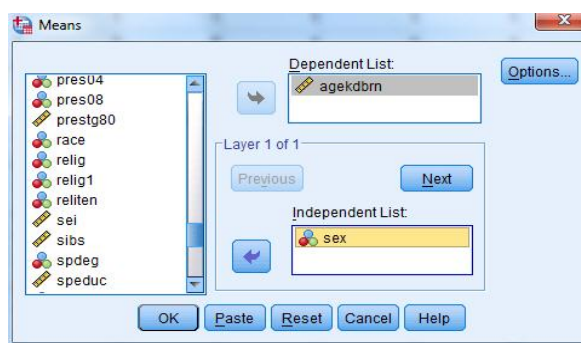 Means
pres04
pres08
prestg80
race
relig
relig1
reliten
sei
sibs
spdeg
speduc
Dependent List:
agekdbrn
Options...
Layer 1 of 1
Previous
Next
Independent List:
sex
OK
Paste
Reset
Cancel
Help